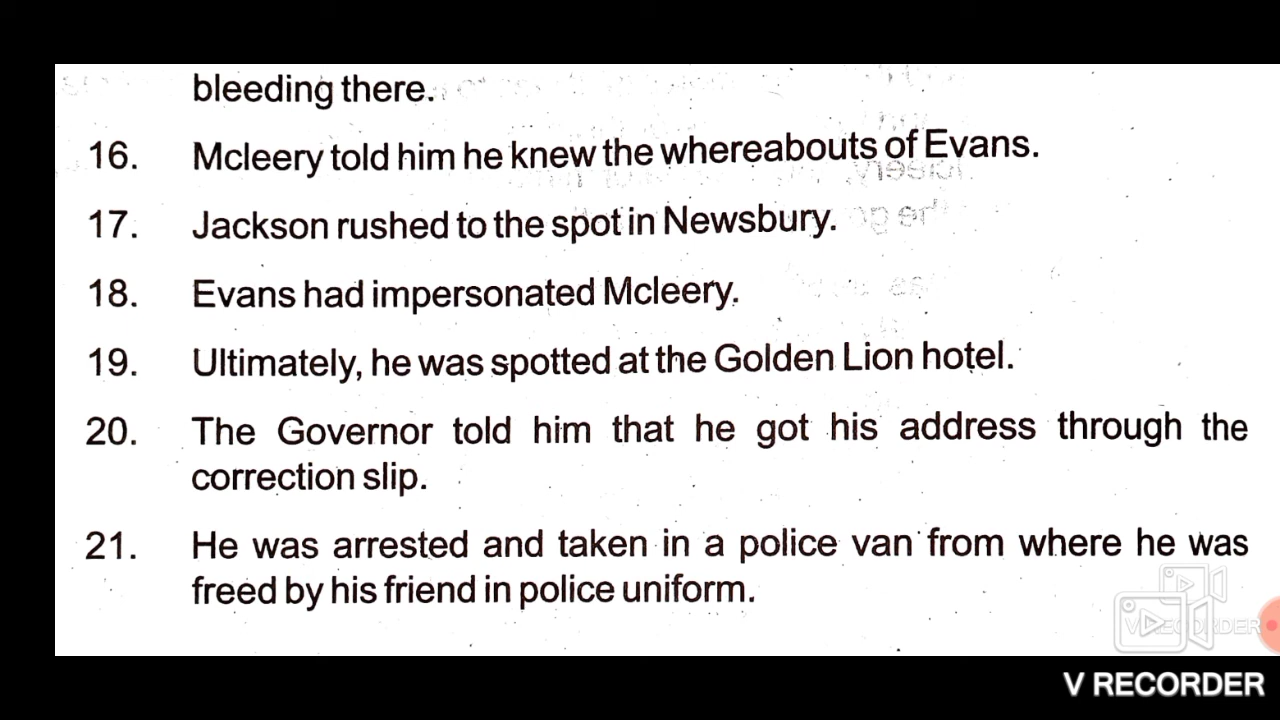 bleeding there.
16. Mcleery told him he knew the whereabouts of Evans.
17. Jackson rushed to the spot in Newsbury.
18. Evans had impersonated Mcleery.
19. Ultimately, he was spotted at the Golden Lion hotel.
20. The Governor told him that he got his address through the
correction slip.
21. He was arrested and taken in a police van from where he was
freed by his friend in police uniform.
V RECORDER
V RECORDER